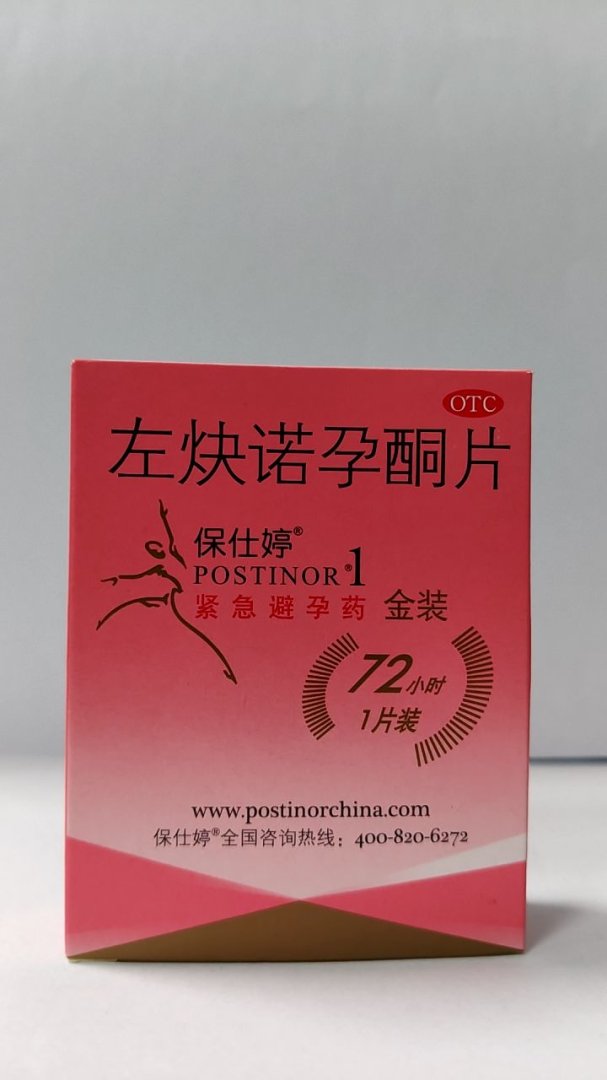 OTC
左炔诺孕酮片
保仕婷®
POSTINOR®1
紧急避孕药 金装
72小时
1片装
www.postinorchina.com
保仕婷®全国咨询热线：400-820-6272